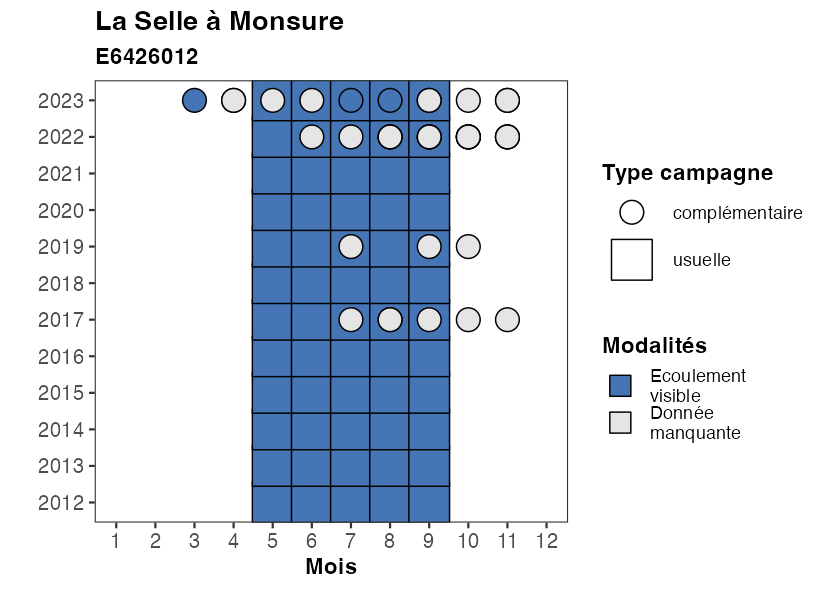 La Selle à Monsure
E6426012
2023
2022
2021
2020
2019
2018
2017
2016
2015
2014
2013
2012
1 2 3 4 5 6 7 8 9 10 11 12
Mois
Type campagne
complémentaire
usuelle
Modalités
Ecoulement
visible
Donnée
manquante